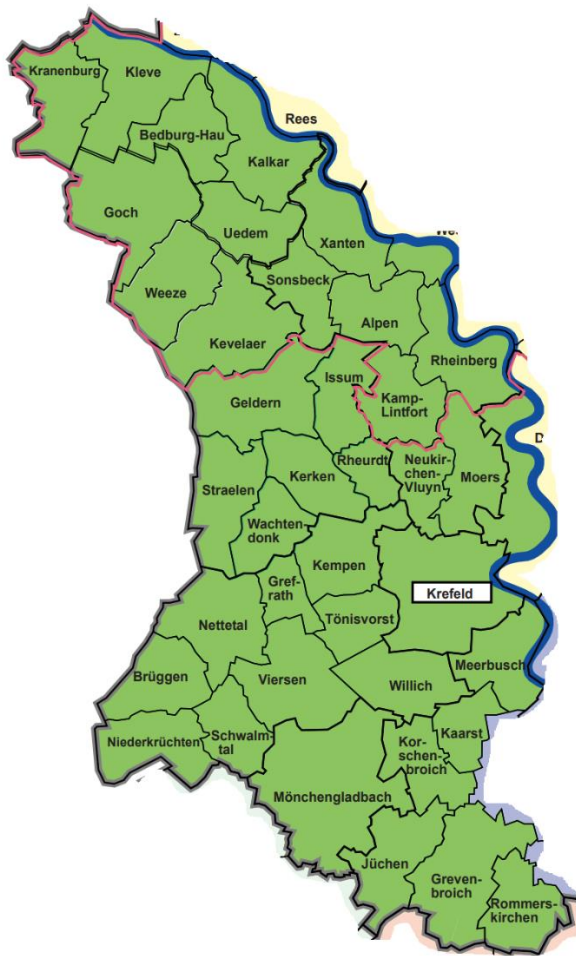 Kranenburg
Kleve
Bedburg-Hau
Rees
Kalkar
Goch
Uedem
Xanten
Sonsbeck
Weeze
Alpen
Kevelaer
Rheinberg
Issum
Geldern
Kamp-
Lintfort
Rheurdt
Neukir-
chen-
Vluyn
Moers
Kerken
Straelen
Wachten-
donk
Kempen
Krefeld
Gref-
rath
Tönisvorst
Nettetal
Meerbusch
Brüggen
Viersen
Willich
Niederkrüchten
Schwalm-
tal
Kor-
schen-
broich
Kaarst
Mönchengladbach
Jüchen
Greven-
broich
Rommers-
kirchen